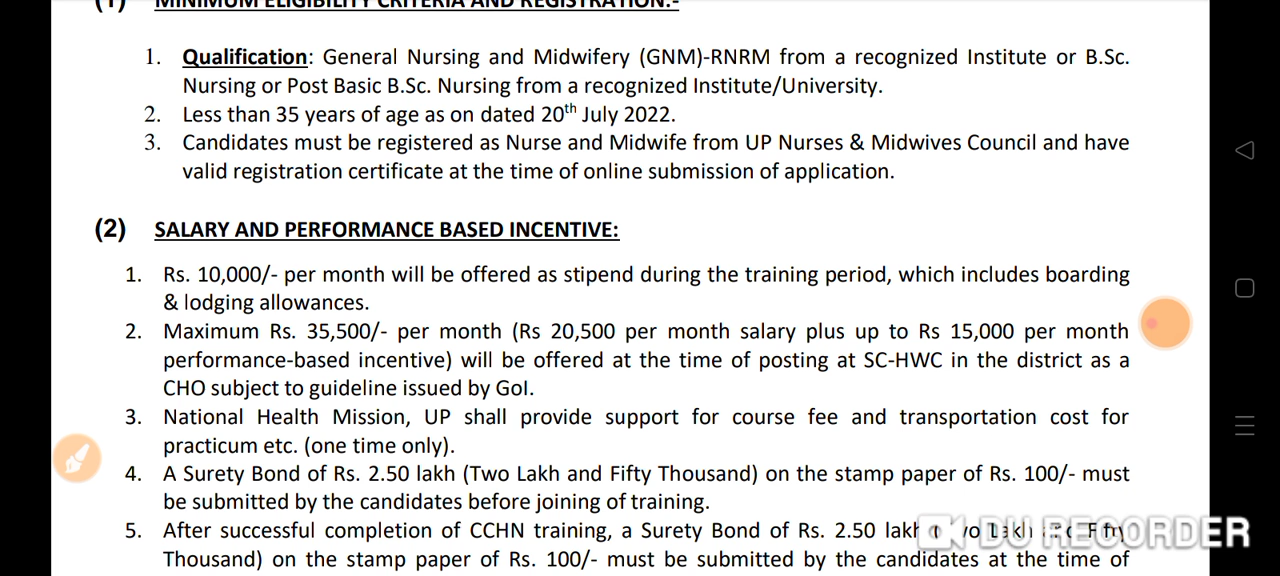 (1) MINIMUM ELIGIBILITY CRITERIA AND REGISTRATION:-
1. Qualification: General Nursing and Midwifery (GNM)-RNRM from a recognized Institute or B.Sc.
Nursing or Post Basic B.Sc. Nursing from a recognized Institute/University.
2. Less than 35 years of age as on dated 20th July 2022.
3. Candidates must be registered as Nurse and Midwife from UP Nurses & Midwives Council and have
valid registration certificate at the time of online submission of application.
(2) SALARY AND PERFORMANCE BASED INCENTIVE:
1. Rs. 10,000/- per month will be offered as stipend during the training period, which includes boarding
& lodging allowances.
2. Maximum Rs. 35,500/- per month (Rs 20,500 per month salary plus up to Rs 15,000 per month
performance-based incentive) will be offered at the time of posting at SC-HWC in the district as a
CHO subject to guideline issued by GoI.
3. National Health Mission, UP shall provide support for course fee and transportation cost for
practicum etc. (one time only).
4. A Surety Bond of Rs. 2.50 lakh (Two Lakh and Fifty Thousand) on the stamp paper of Rs. 100/- must
be submitted by the candidates before joining of training.
5. After successful completion of CCHN training, a Surety Bond of Rs. 2.50 lakh (Two Lakh and Fifty
DU RECORDER
Thousand) on the stamp paper of Rs. 100/- must be submitted by the candidates at the time of